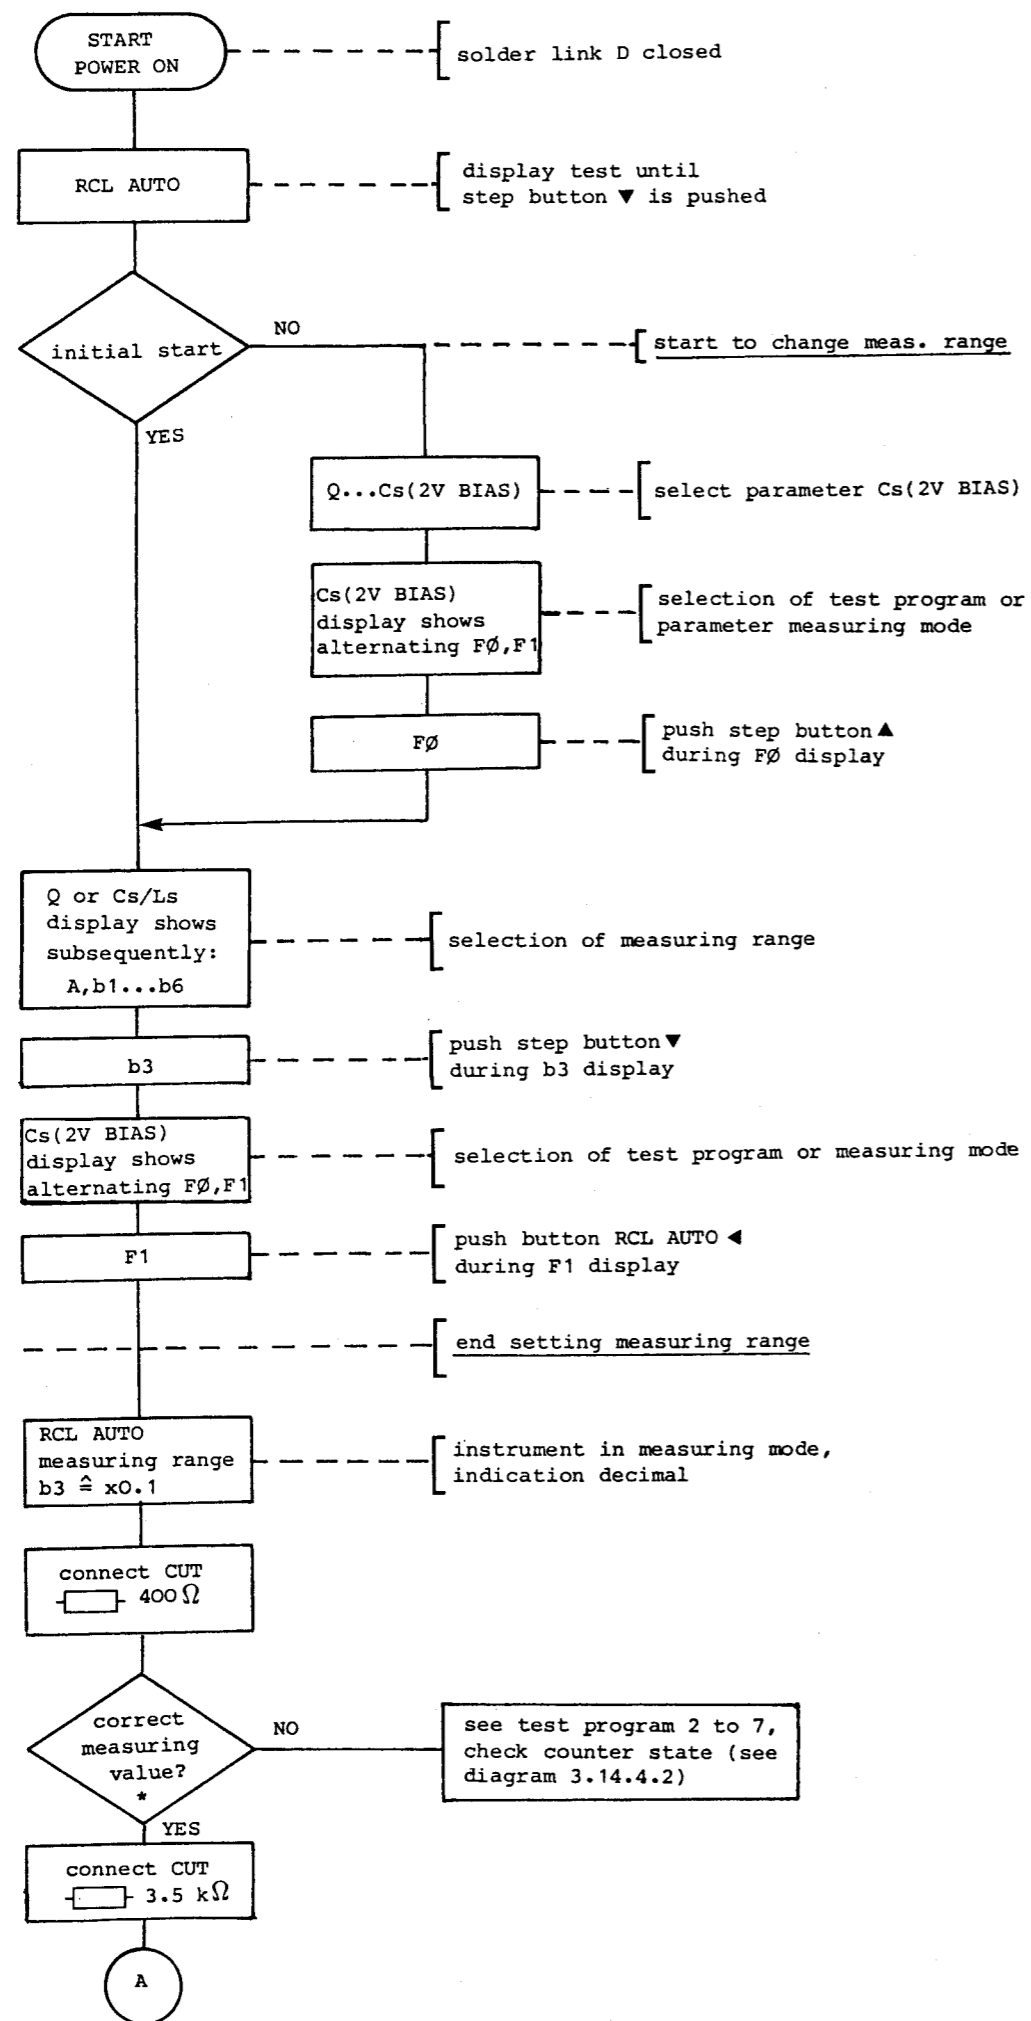 START
POWER ON
solder link D closed
RCL AUTO
display test until
step button ▼ is pushed
initial start
NO
start to change meas. range
YES
Q...Cs(2V BIAS)
select parameter Cs(2V BIAS)
Cs(2V BIAS)
display shows
alternating FØ,F1
selection of test program or
parameter measuring mode
FØ
push step button ▲
during FØ display
Q or Cs/Ls
display shows
subsequently:
A,b1...b6
selection of measuring range
b3
push step button ▼
during b3 display
Cs(2V BIAS)
display shows
alternating FØ,F1
selection of test program or measuring mode
F1
push button RCL AUTO ◄
during F1 display
end setting measuring range
RCL AUTO
measuring range
b3 ≙ x0.1
instrument in measuring mode,
indication decimal
connect CUT
400 Ω
correct
measuring
value?
*
NO
see test program 2 to 7,
check counter state (see
diagram 3.14.4.2)
YES
connect CUT
3.5 kΩ
A